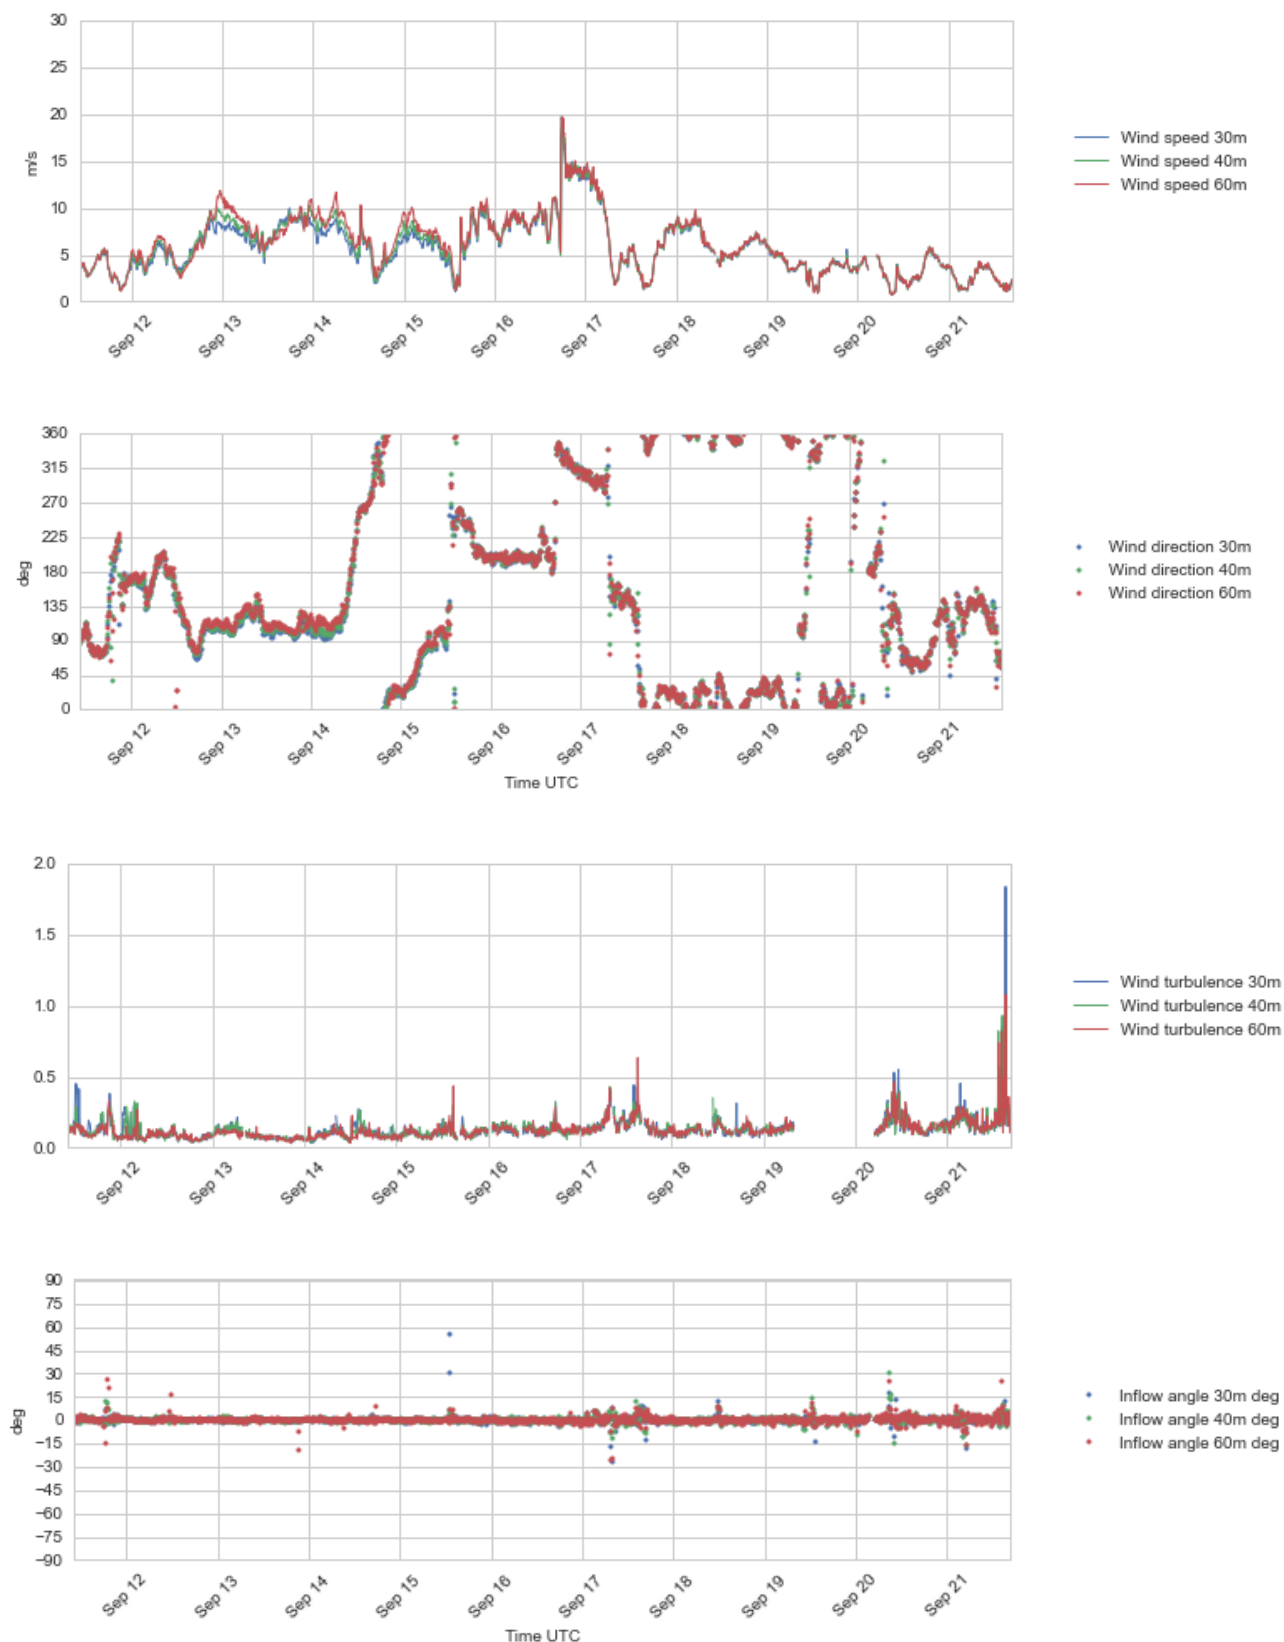 30
25
20
15
10
5
0
m/s
Sep 12
Sep 13
Sep 14
Sep 15
Sep 16
Sep 17
Sep 18
Sep 19
Sep 20
Sep 21
Wind speed 30m
Wind speed 40m
Wind speed 60m
360
315
270
225
180
135
90
45
0
deg
Sep 12
Sep 13
Sep 14
Sep 15
Sep 16
Sep 17
Sep 18
Sep 19
Sep 20
Sep 21
Time UTC
Wind direction 30m
Wind direction 40m
Wind direction 60m
2.0
1.5
1.0
0.5
0.0
Sep 12
Sep 13
Sep 14
Sep 15
Sep 16
Sep 17
Sep 18
Sep 19
Sep 20
Sep 21
Wind turbulence 30m
Wind turbulence 40m
Wind turbulence 60m
90
75
60
45
30
15
0
−15
−30
−45
−60
−75
−90
deg
Sep 12
Sep 13
Sep 14
Sep 15
Sep 16
Sep 17
Sep 18
Sep 19
Sep 20
Sep 21
Time UTC
Inflow angle 30m deg
Inflow angle 40m deg
Inflow angle 60m deg